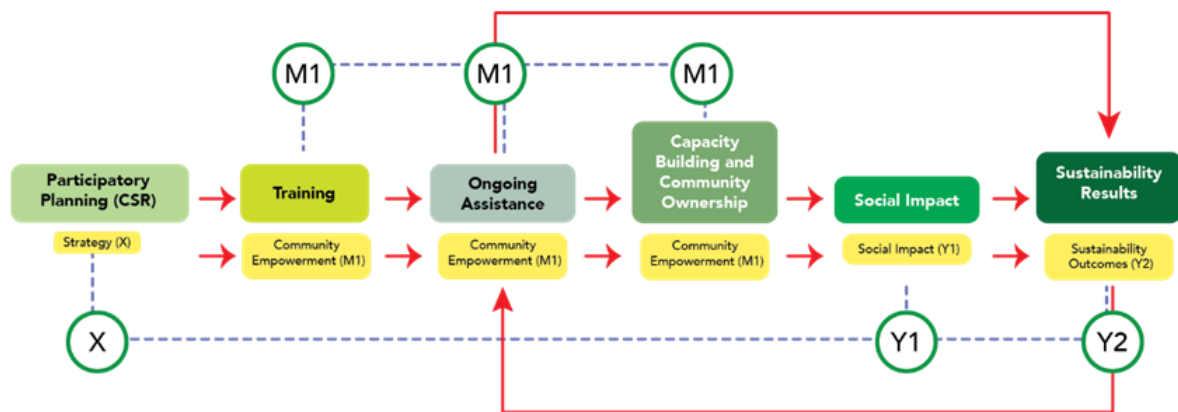 M1
M1
M1
Participatory
Planning (CSR)
Training
Ongoing
Assistance
Capacity
Building and
Community
Ownership
Social Impact
Sustainability
Results
Strategy (X)
Community
Empowerment (M1)
Community
Empowerment (M1)
Community
Empowerment (M1)
Social Impact (Y1)
Sustainability
Outcomes (Y2)
X
Y1
Y2